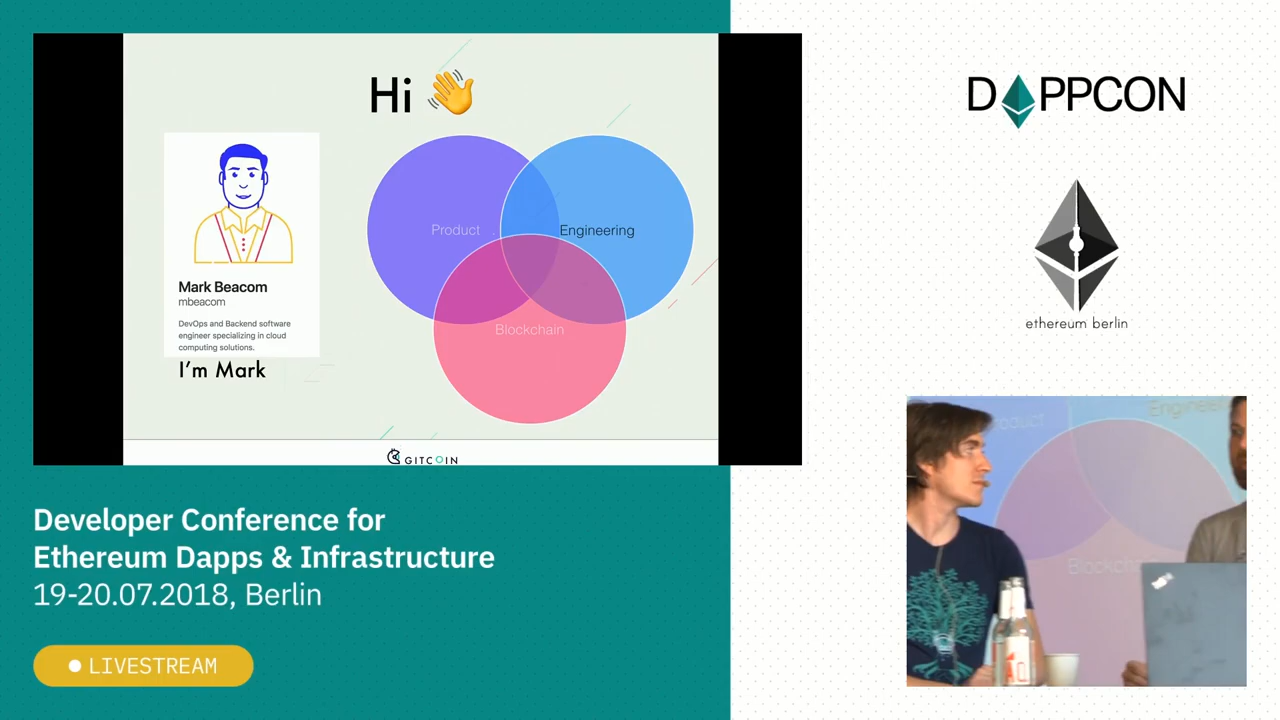 Hi
Product
Engineering
Blockchain
Mark Beacom
mbeacom
DevOps and Backend software
engineer specializing in cloud
computing solutions.
I'm Mark
GITCOIN
DAPPCON
ethereum berlin
Developer Conference for
Ethereum Dapps & Infrastructure
19-20.07.2018, Berlin
LIVESTREAM